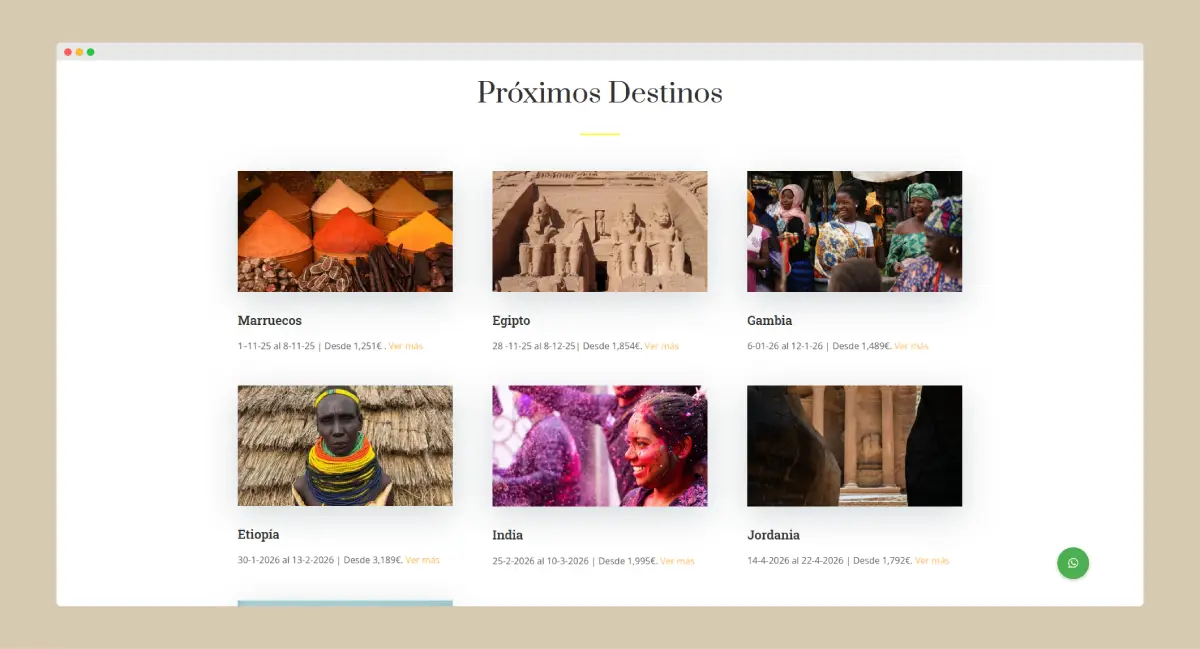 Próximos Destinos
Marruecos
1–11-25 al 8-11-25 | Desde 1,251€ . Ver más
Egipto
28 -11-25 al 8-12-25| Desde 1,854€. Ver más
Gambia
6-01-26 al 12-1-26 | Desde 1,489€. Ver más
Etiopía
30-1-2026 al 13-2-2026 | Desde 3,189€. Ver más
India
25-2-2026 al 10-3-2026 | Desde 1,995€. Ver más
Jordania
14-4-2026 al 22-4-2026 | Desde 1,792€. Ver más